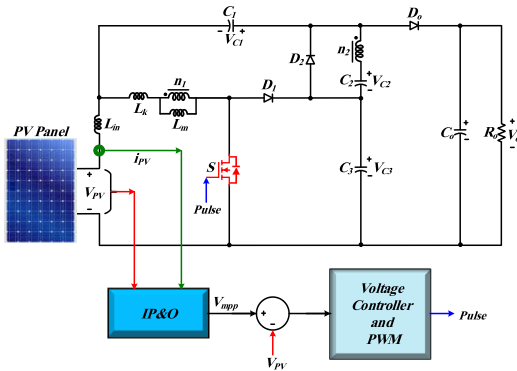 C1
- VC1 +
Do
D2
n2
C2
+ VC2 -
n1
D1
Lk
Lm
Lin
PV Panel
iPV
S
Pulse
+ VPV -
C3
+ VC3 -
Co
+
-
Ro
+
V
-
IP&O
Vmpp
+
-
VPV
Voltage
Controller
and
PWM
Pulse